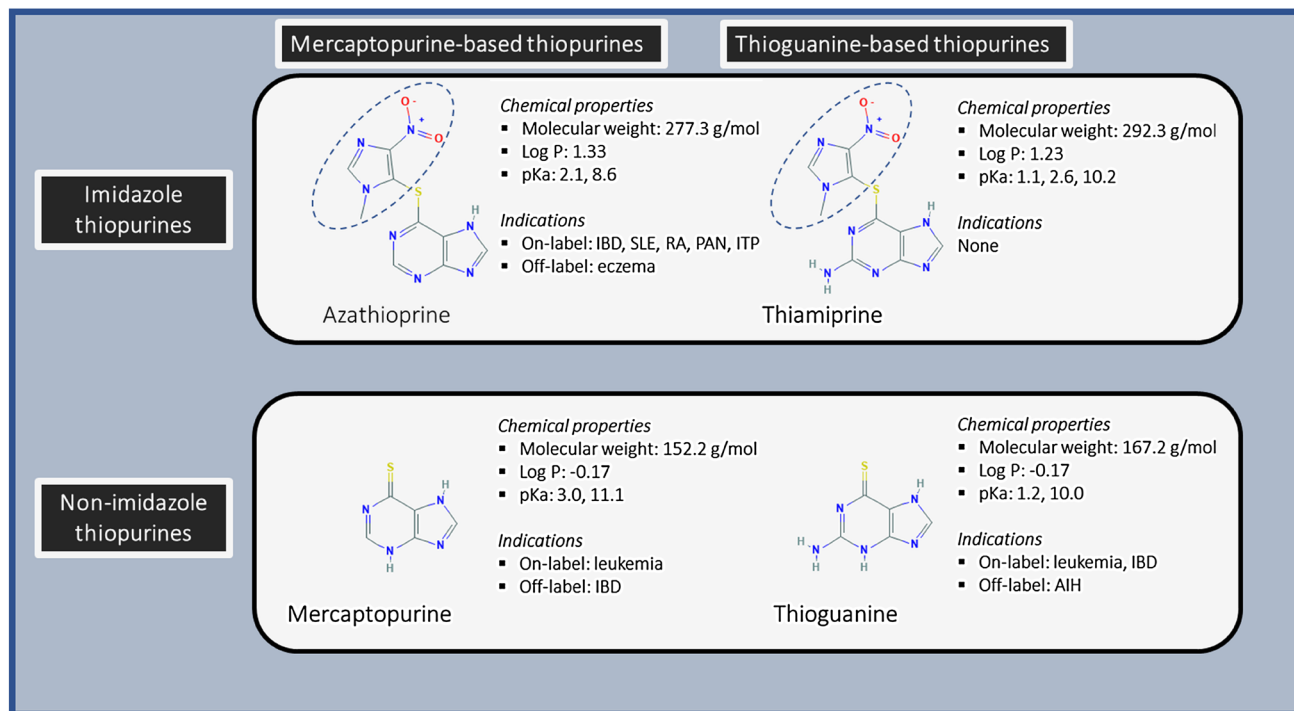 Mercaptopurine-based thiopurines
Thioguanine-based thiopurines
Imidazole
thiopurines
O-
N+
O
N
N
S
H
N
N
N
N
Chemical properties
▪ Molecular weight: 277.3 g/mol
▪ Log P: 1.33
▪ pKa: 2.1, 8.6
Indications
▪ On-label: IBD, SLE, RA, PAN, ITP
▪ Off-label: eczema
Azathioprine
O-
N+
O
N
N
S
H
N
N
H
N
N
N
H
Chemical properties
▪ Molecular weight: 292.3 g/mol
▪ Log P: 1.23
▪ pKa: 1.1, 2.6, 10.2
Indications
None
Thiamiprine
Non-imidazole
thiopurines
S
H
N
N
N
N
H
Chemical properties
▪ Molecular weight: 152.2 g/mol
▪ Log P: -0.17
▪ pKa: 3.0, 11.1
Indications
▪ On-label: leukemia
▪ Off-label: IBD
Mercaptopurine
S
H
N
N
H
N
N
N
H
H
Chemical properties
▪ Molecular weight: 167.2 g/mol
▪ Log P: -0.17
▪ pKa: 1.2, 10.0
Indications
▪ On-label: leukemia, IBD
▪ Off-label: AIH
Thioguanine